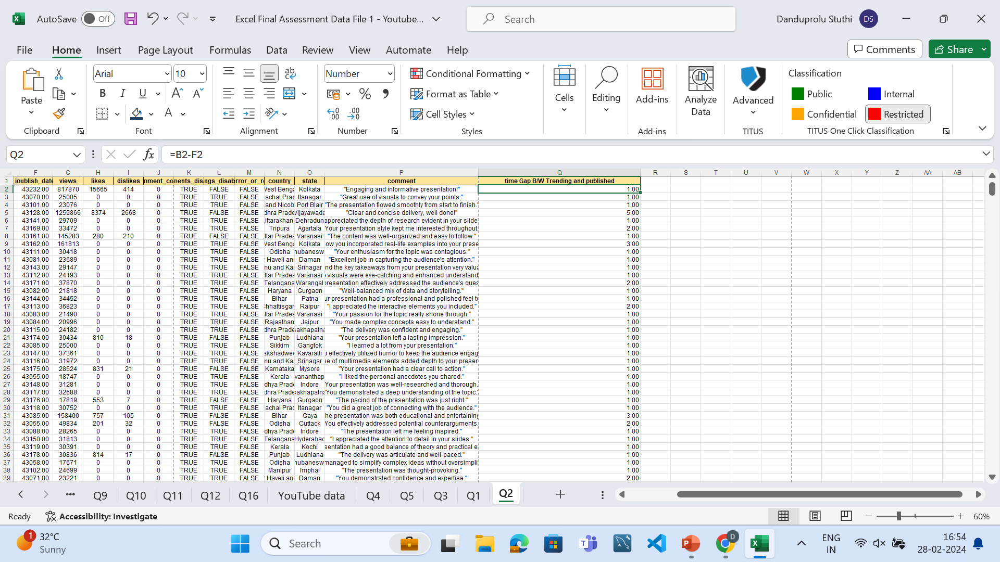 AutoSave Off Excel Final Assessment Data File 1 - Youtube... Search Danduprolu Stuthi DS
File Home Insert Page Layout Formulas Data Review View Automate Help Comments Share
Paste Arial 10 Number Conditional Formatting Format as Table Cell Styles Cells Editing Add-ins Analyze Data Advanced Classification
Public Internal
Confidential Restricted
Clipboard Font Alignment Number Styles Add-ins TITUS TITUS One Click Classification
Q2 fx =B2-F2
F G H I J K L M N O P Q R S T U V W X Y Z AA AB
1 publish_date views likes dislikes country state comment time Gap B/W Trending and published
2 43232.00 817870 15665 414 0 TRUE FALSE FALSE Kolkata "Engaging and informative presentation!" 1.00
3 43070.00 25005 0 0 0 TRUE TRUE FALSE Itanagar "Great use of visuals to convey your points." 1.00
4 43101.00 23076 0 0 0 TRUE TRUE FALSE and Nicob Port Blair "The presentation flowed smoothly from start to finish." 1.00
5 43128.00 1259866 8374 2668 0 TRUE FALSE FALSE dhra Prade "Clear and concise delivery, well done!" 5.00
6 43141.00 29709 0 0 0 TRUE TRUE FALSE Dehradun appreciated the depth of research evident in your slide 1.00
7 43169.00 33472 0 0 0 TRUE TRUE FALSE Tripura Agartala Your presentation style kept me interested throughout. 2.00
8 43161.00 145283 280 210 0 TRUE FALSE FALSE ttar Prades Varanasi "The content was well-organized and easy to follow." 1.00
9 43162.00 161813 0 0 0 TRUE TRUE FALSE Kolkata ow you incorporated real-life examples into your prese 3.00
10 43111.00 30418 0 0 0 TRUE TRUE FALSE Odisha "Your enthusiasm for the topic was contagious." 1.00
11 43081.00 23689 0 0 0 TRUE TRUE FALSE Haveli an Daman "Excellent job in capturing the audience's attention." 1.00
12 43143.00 29147 0 0 0 TRUE TRUE FALSE mu and Ka Srinagar nd the key takeaways from your presentation very valu 1.00
13 43112.00 24193 0 0 0 TRUE TRUE FALSE ttar Prades Varanasi visuals were eye-catching and enhanced understand 1.00
14 43171.00 37870 0 0 0 TRUE TRUE FALSE Telangana Warangal presentation effectively addressed the audience's ques 2.00
15 43082.00 21818 0 0 0 TRUE TRUE FALSE Haryana Gurgaon "Well-balanced mix of data and storytelling." 1.00
16 43144.00 34452 0 0 0 TRUE TRUE FALSE Bihar Patna ur presentation had a professional and polished feel to 1.00
17 43113.00 36823 0 0 0 TRUE TRUE FALSE Raipur "I appreciated the interactive elements you included." 2.00
18 43083.00 21490 0 0 0 TRUE TRUE FALSE ttar Prades Varanasi "Your passion for the topic really shone through." 1.00
19 43084.00 20996 0 0 0 TRUE TRUE FALSE Rajasthan Jaipur "You made complex concepts easy to understand." 1.00
20 43115.00 24182 0 0 0 TRUE TRUE FALSE dhra Prade "The delivery was confident and engaging." 1.00
21 43174.00 30434 810 18 0 TRUE FALSE FALSE Punjab Ludhiana "Your presentation left a lasting impression." 1.00
22 43085.00 25000 0 0 0 TRUE TRUE FALSE Sikkim Gangtok "I learned a lot from your presentation." 1.00
23 43147.00 37361 0 0 0 TRUE TRUE FALSE akshadwee Kavaratti u effectively utilized humor to keep the audience engag 1.00
24 43116.00 31972 0 0 0 TRUE TRUE FALSE mu and Ka Srinagar se of multimedia elements added depth to your presen 1.00
25 43175.00 28524 831 21 0 TRUE FALSE FALSE Karnataka Mysore "Your presentation had a clear call to action." 1.00
26 43055.00 18747 0 0 0 TRUE TRUE FALSE Kerala vananthap "I liked the personal anecdotes you shared." 1.00
27 43148.00 31281 0 0 0 TRUE TRUE FALSE dhya Prade Indore Your presentation was well-researched and thorough. 1.00
28 43117.00 32688 0 0 0 TRUE TRUE FALSE dhra Prade "You demonstrated a deep understanding of the topic." 1.00
29 43176.00 17819 553 7 0 TRUE FALSE FALSE Haryana Gurgaon "The pacing of the presentation was just right." 1.00
30 43118.00 30752 0 0 0 TRUE TRUE FALSE achal Prad Itanagar "You did a great job of connecting with the audience." 1.00
31 43085.00 158400 757 105 0 TRUE FALSE FALSE Bihar Gaya he presentation was both educational and entertaining 3.00
32 43055.00 49834 201 32 0 TRUE FALSE FALSE Odisha Cuttack You effectively addressed potential counterarguments. 2.00
33 43088.00 28265 0 0 0 TRUE TRUE FALSE dhya Prade Indore "The presentation left me feeling inspired." 1.00
34 43150.00 31813 0 0 0 TRUE TRUE FALSE Telangana Hyderabad "I appreciated the attention to detail in your slides." 1.00
35 43119.00 30391 0 0 0 TRUE TRUE FALSE Kerala Kochi sentation had a good balance of theory and practical e 1.00
36 43178.00 30836 814 17 0 TRUE FALSE FALSE Punjab Ludhiana "The delivery was articulate and well-paced." 1.00
37 43058.00 17671 0 0 0 TRUE TRUE FALSE Odisha managed to simplify complex ideas without oversimpli 1.00
38 43102.00 24699 0 0 0 TRUE TRUE FALSE Manipur Imphal "The presentation was thought-provoking." 1.00
39 43071.00 23221 0 0 0 TRUE TRUE FALSE Haveli an Daman "You demonstrated confidence and expertise." 2.00
Q9 Q10 Q11 Q12 Q16 YouTube data Q4 Q5 Q3 Q1 Q2
Ready Accessibility: Investigate 60%
1 32°C Search D ENG 16:54
Sunny IN 28-02-2024